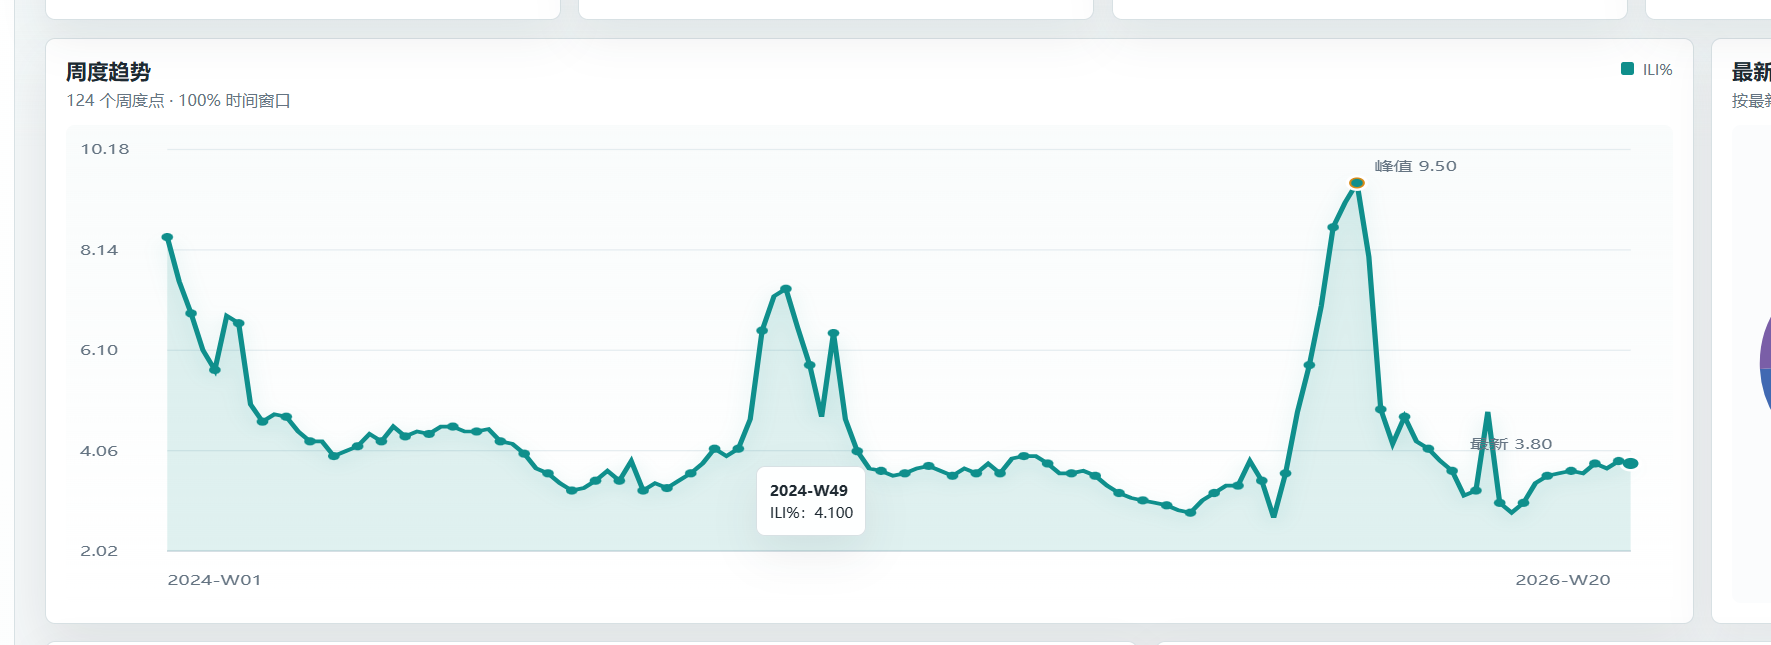 周度趋势
ILI%
124 个周度点 · 100% 时间窗口
最新
按最新
10.18
峰值 9.50
8.14
6.10
4.06
最新 3.80
2024-W49
ILI%: 4.100
2.02
2024-W01
2026-W20